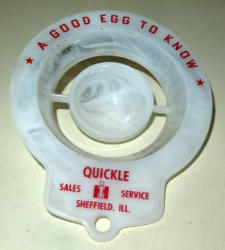 ★ A GOOD EGG TO KNOW ★
QUICKLE
SALES IH SERVICE
SHEFFIELD, ILL.